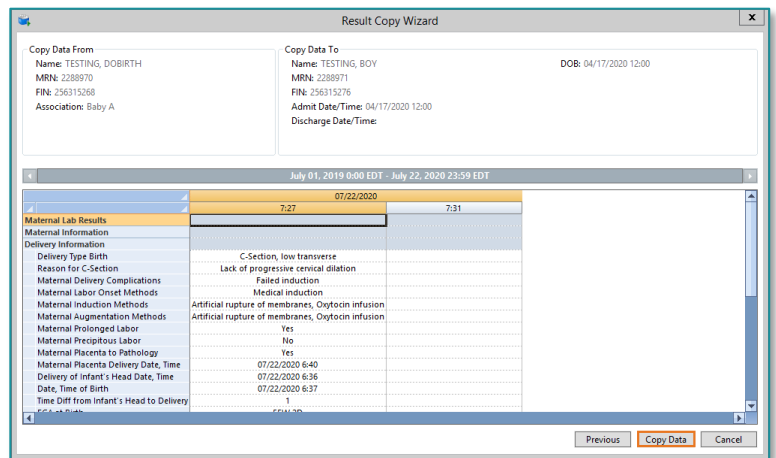 Result Copy Wizard
x
Copy Data From
Name: TESTING, DOBIRTH
MRN: 2288970
FIN: 256315268
Association: Baby A
Copy Data To
Name: TESTING, BOY
DOB: 04/17/2020 12:00
MRN: 2288971
FIN: 256315276
Admit Date/Time: 04/17/2020 12:00
Discharge Date/Time:
July 01, 2019 0:00 EDT - July 22, 2020 23:59 EDT
07/22/2020
7:27 7:31
Maternal Lab Results
Maternal Information
Delivery Information
Delivery Type Birth C-Section, low transverse
Reason for C-Section Lack of progressive cervical dilation
Maternal Delivery Complications Failed induction
Maternal Labor Onset Methods Medical induction
Maternal Induction Methods Artificial rupture of membranes, Oxytocin infusion
Maternal Augmentation Methods Artificial rupture of membranes, Oxytocin infusion
Maternal Prolonged Labor Yes
Maternal Precipitous Labor No
Maternal Placenta to Pathology Yes
Maternal Placenta Delivery Date, Time 07/22/2020 6:40
Delivery of Infant's Head Date, Time 07/22/2020 6:36
Date, Time of Birth 07/22/2020 6:37
Time Diff from Infant's Head to Delivery 1
Previous Copy Data Cancel